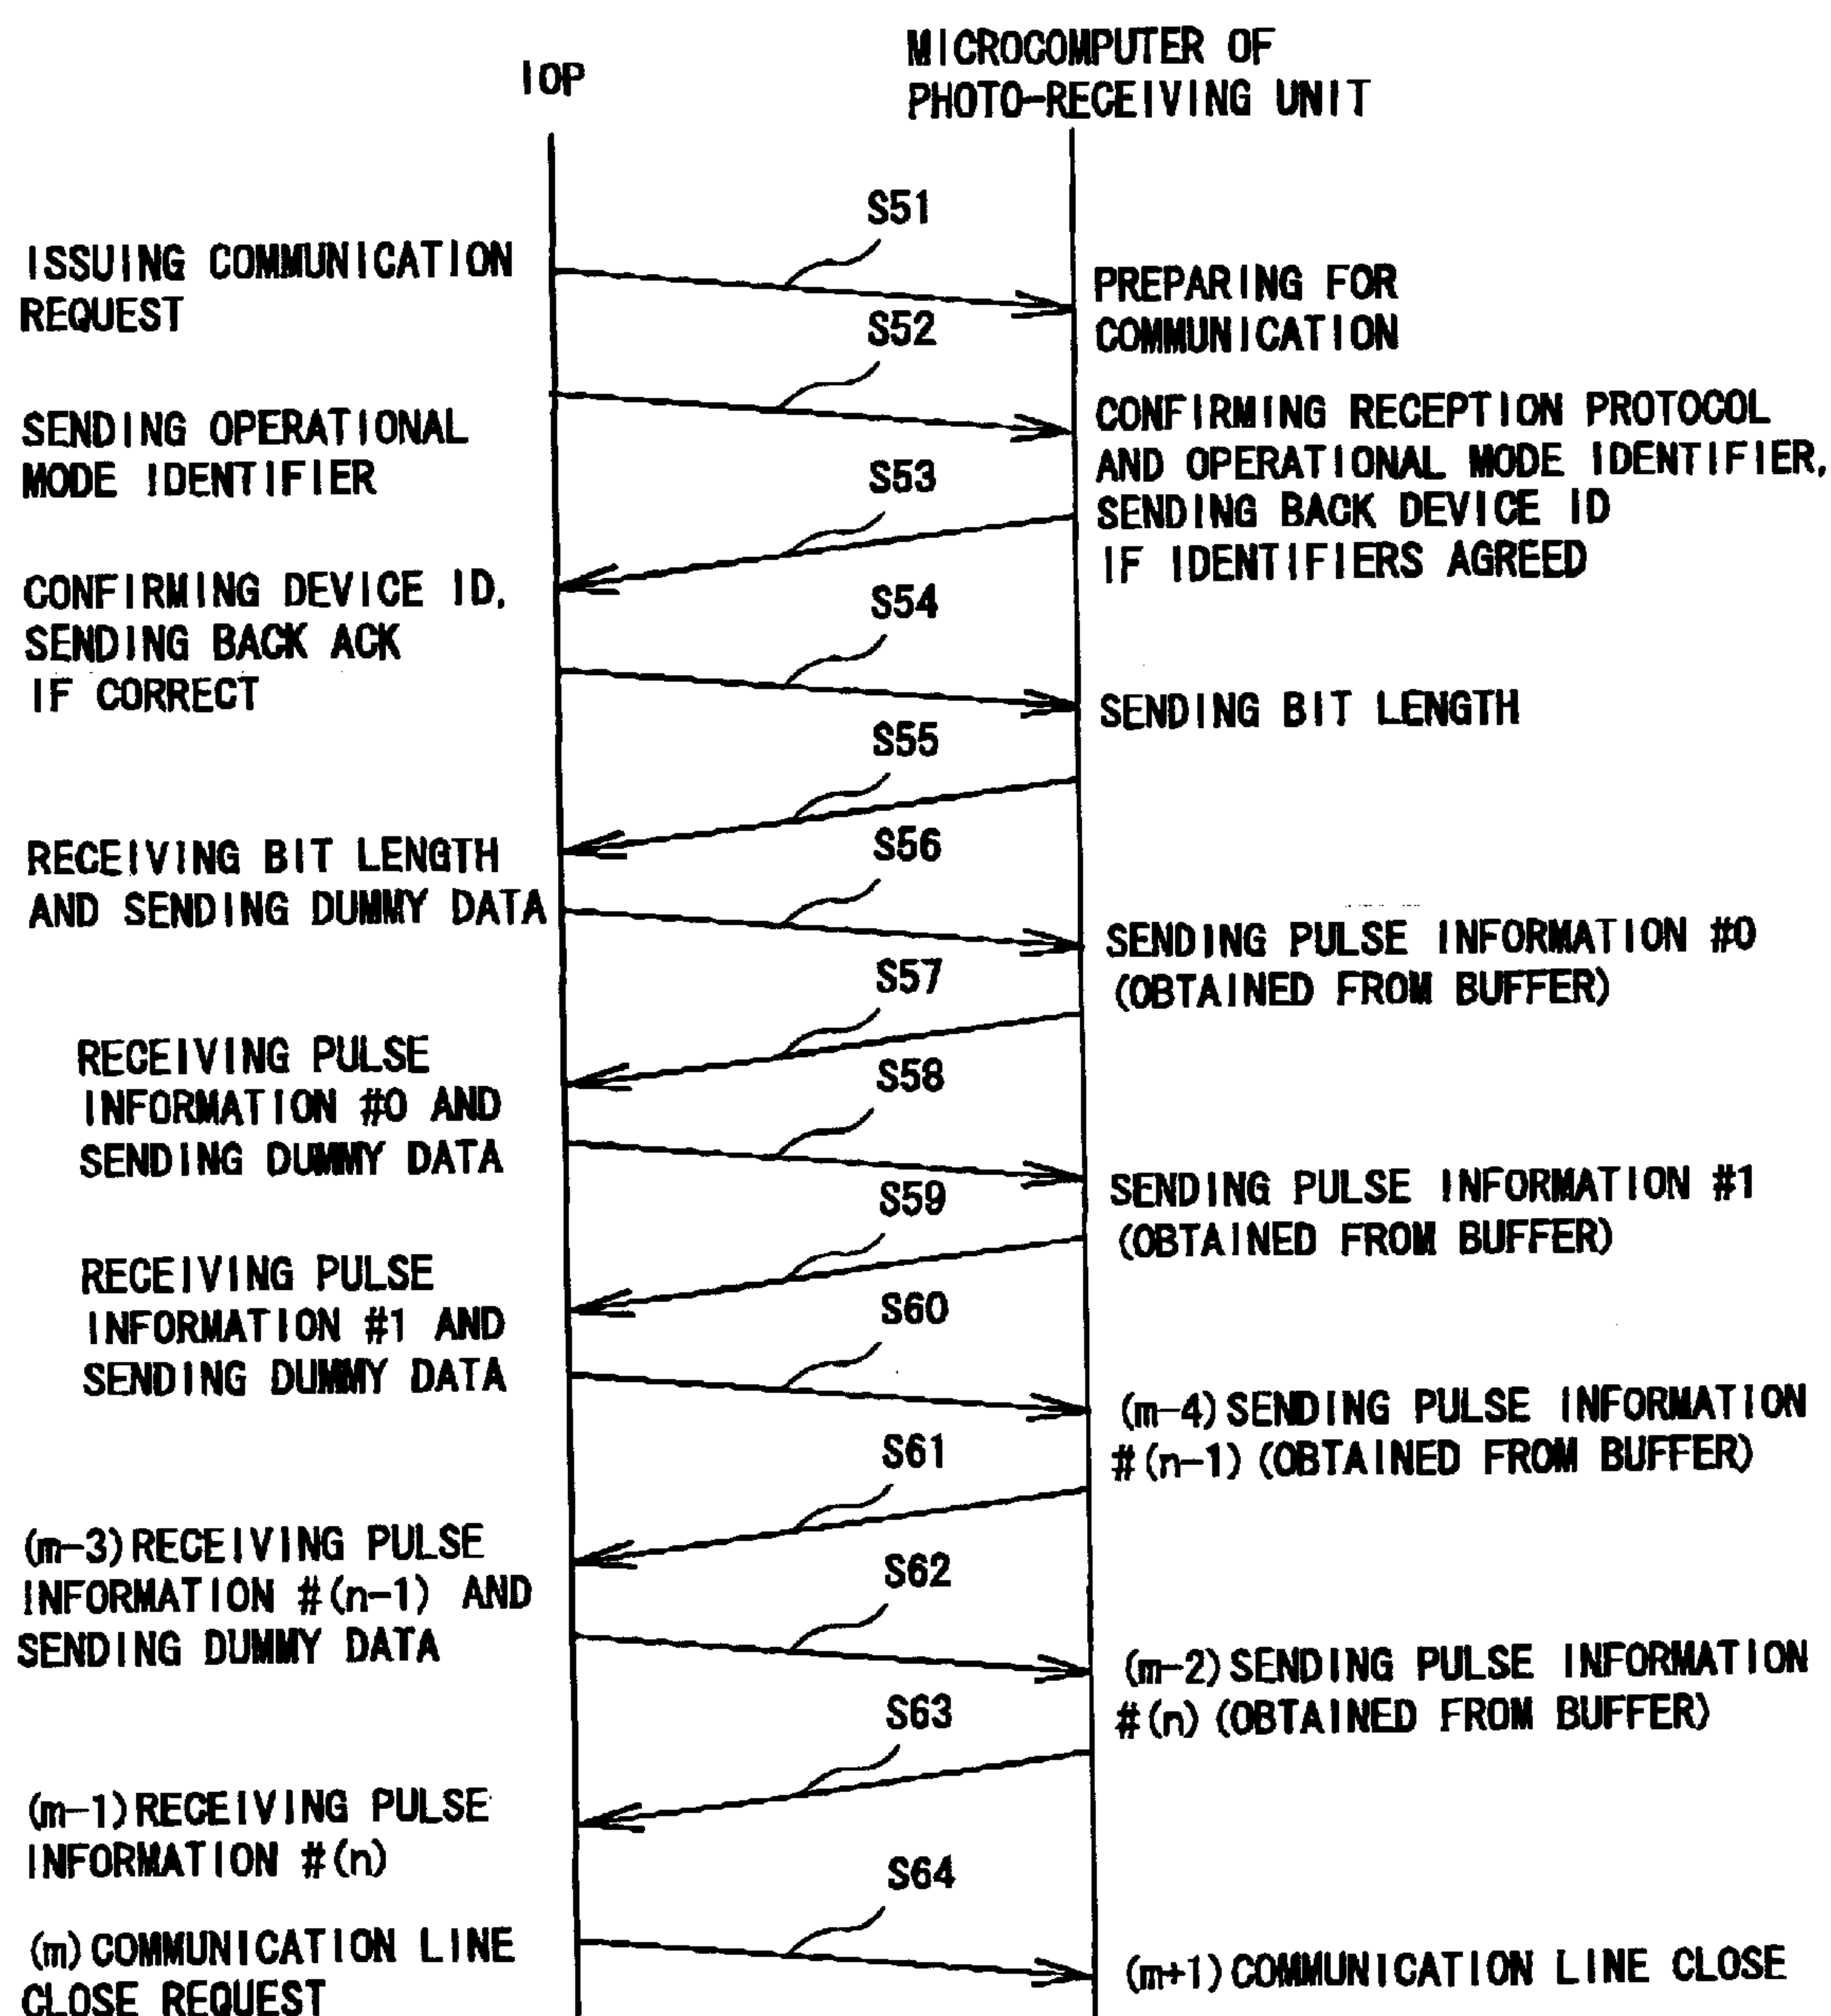 IOP
MICROCOMPUTER OF
PHOTO-RECEIVING UNIT
S51
ISSUING COMMUNICATION
REQUEST
PREPARING FOR
COMMUNICATION
S52
SENDING OPERATIONAL
MODE IDENTIFIER
CONFIRMING RECEPTION PROTOCOL
AND OPERATIONAL MODE IDENTIFIER,
SENDING BACK DEVICE ID
IF IDENTIFIERS AGREED
S53
CONFIRMING DEVICE ID,
SENDING BACK ACK
IF CORRECT
S54
SENDING BIT LENGTH
S55
RECEIVING BIT LENGTH
AND SENDING DUMMY DATA
S56
SENDING PULSE INFORMATION #0
(OBTAINED FROM BUFFER)
S57
RECEIVING PULSE
INFORMATION #0 AND
SENDING DUMMY DATA
S58
SENDING PULSE INFORMATION #1
(OBTAINED FROM BUFFER)
S59
RECEIVING PULSE
INFORMATION #1 AND
SENDING DUMMY DATA
S60
(m-4) SENDING PULSE INFORMATION
#(n-1) (OBTAINED FROM BUFFER)
S61
(m-3) RECEIVING PULSE
INFORMATION #(n-1) AND
SENDING DUMMY DATA
S62
(m-2) SENDING PULSE INFORMATION
#(n) (OBTAINED FROM BUFFER)
S63
(m-1) RECEIVING PULSE
INFORMATION #(n)
S64
(m) COMMUNICATION LINE
CLOSE REQUEST
(m+1) COMMUNICATION LINE CLOSE